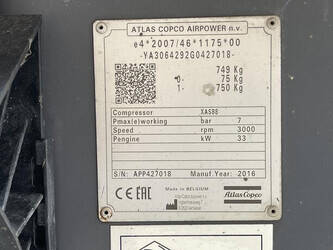 ATLAS COPCO AIRPOWER n.v.
e4*2007/46*1175*00
-YA3064292G0427018-
749 Kg
*0- 75 Kg
1- 750 Kg
Compressor XAS88
Pmax(e)working bar 7
Speed rpm 3000
Pengine kW 33
S/N: APP427018 Manuf.Year: 2016
CE EAC Made in BELGIUM
Atlas Copco